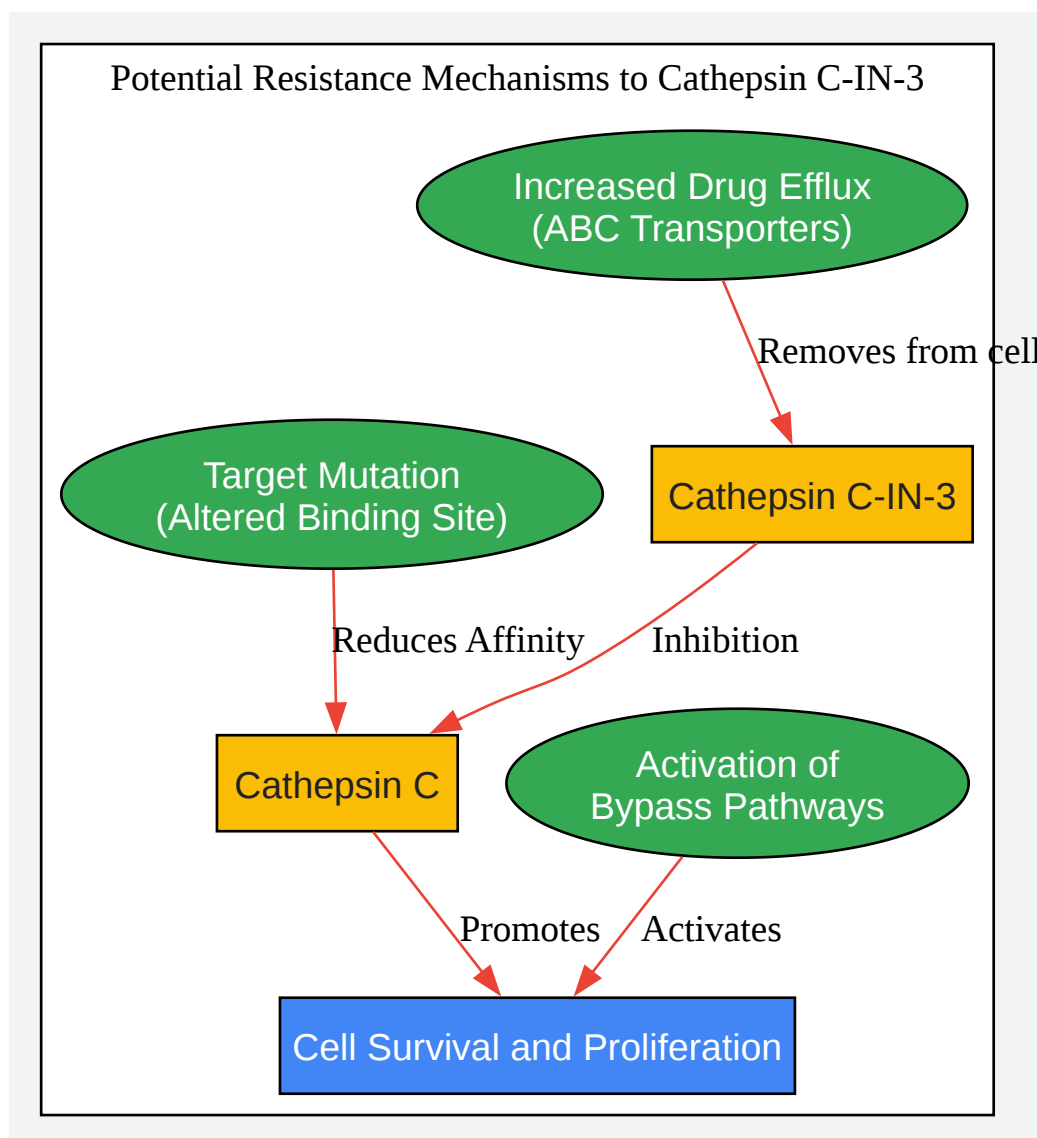 Potential Resistance Mechanisms to Cathepsin C-IN-3
Increased Drug Efflux
(ABC Transporters)
Removes from cell
Target Mutation
(Altered Binding Site)
Cathepsin C-IN-3
Reduces Affinity
Inhibition
Cathepsin C
Activation of
Bypass Pathways
Promotes
Activates
Cell Survival and Proliferation